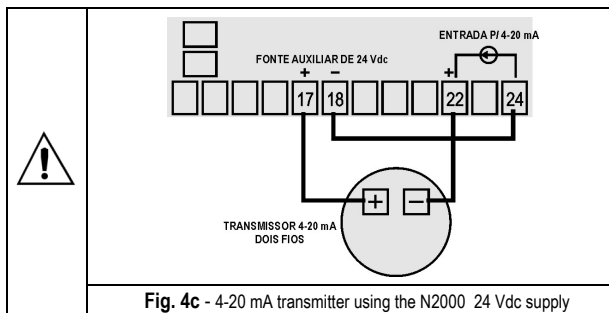 ENTRADA P/ 4-20 mA
FONTE AUXILIAR DE 24 Vdc
+ − +
17 18 22 24
+ −
TRANSMISSOR 4-20 mA
DOIS FIOS
Fig. 4c - 4-20 mA transmitter using the N2000 24 Vdc supply